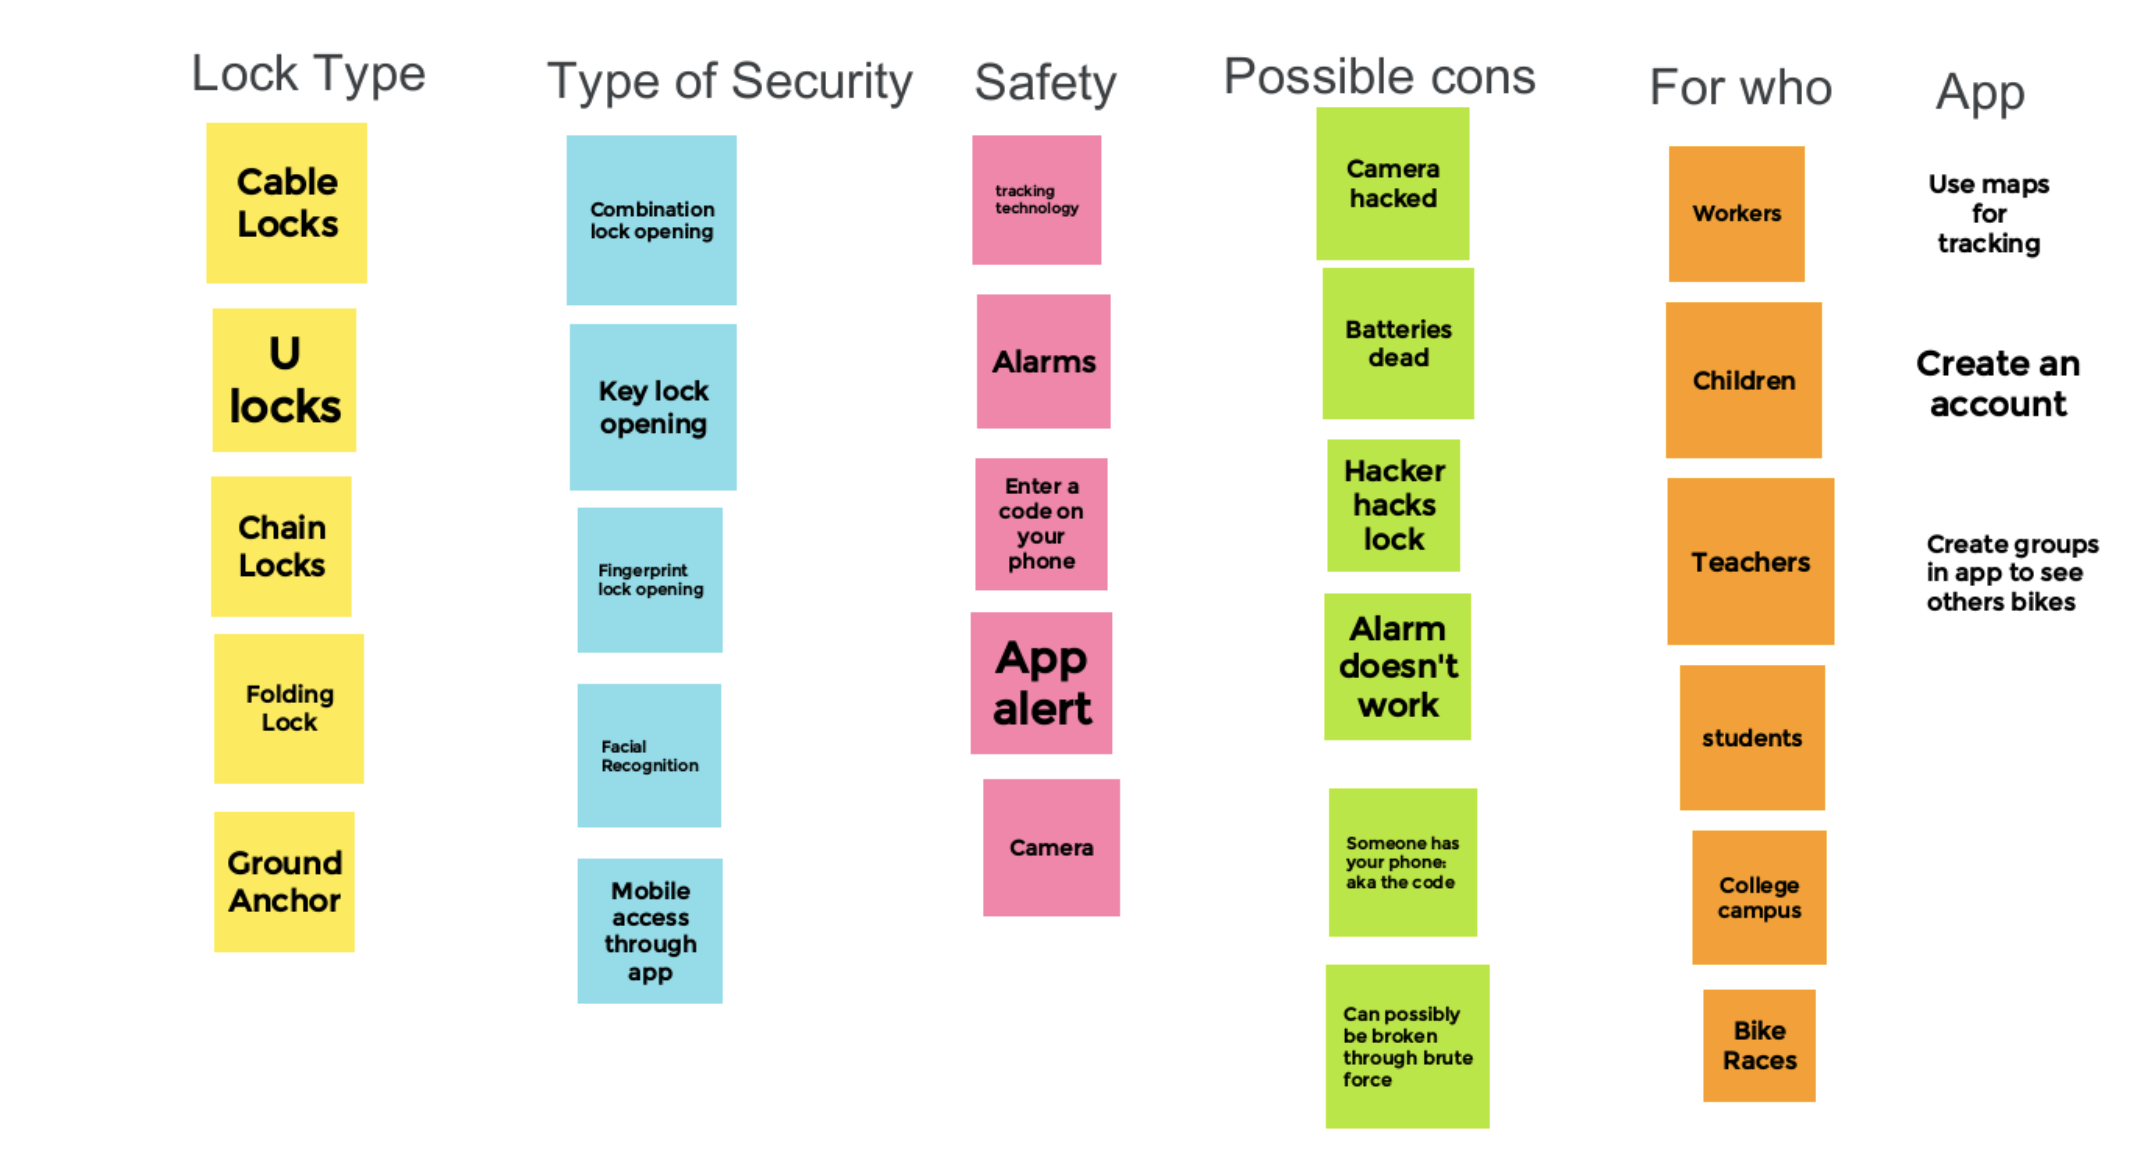 Lock Type
Cable
Locks
U
locks
Chain
Locks
Folding
Lock
Ground
Anchor
Type of Security
Combination
lock opening
Key lock
opening
Fingerprint
lock opening
Facial
Recognition
Mobile
access
through
app
Safety
tracking
technology
Alarms
Enter a
code on
your
phone
App
alert
Camera
Possible cons
Camera
hacked
Batteries
dead
Hacker
hacks
lock
Alarm
doesn't
work
Someone has
your phone:
aka the code
Can possibly
be broken
through brute
force
For who
Workers
Children
Teachers
students
College
campus
Bike
Races
App
Use maps
for
tracking
Create an
account
Create groups
in app to see
others bikes